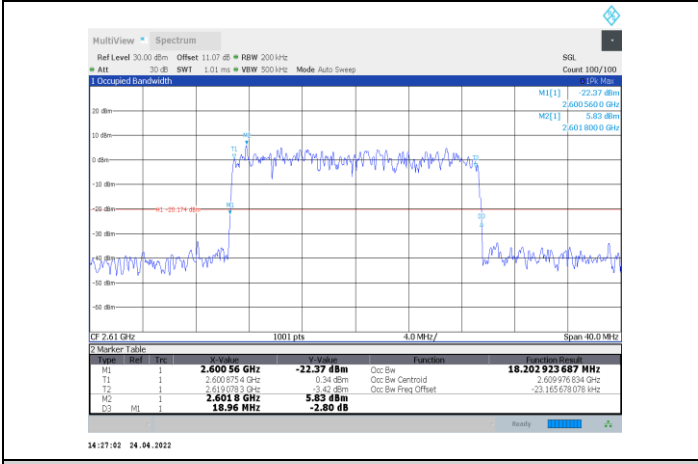 MultiView Spectrum
Ref Level 30.00 dBm Offset 11.07 dB RBW 200 kHz SGL
Att 30 dB SWT 1.01 ms VBW 500 kHz Mode Auto Sweep Count 100/100
1 Occupied Bandwidth 1Pk Max
M1[1] -22.37 dBm
2.600 560 0 GHz
M2[1] 5.83 dBm
2.601 800 0 GHz
20 dBm
10 dBm
M2
T1
T2
0 dBm
-10 dBm
M1
-20 dBm
H1 -20.174 dBm
D3
-30 dBm
-40 dBm
-50 dBm
-60 dBm
CF 2.61 GHz 1001 pts 4.0 MHz/ Span 40.0 MHz
2 Marker Table
Type Ref Trc X-Value Y-Value Function Function Result
M1 1 2.600 56 GHz -22.37 dBm Occ Bw 18.202 923 687 MHz
T1 1 2.600 875 4 GHz 0.34 dBm Occ Bw Centroid 2.609 976 834 GHz
T2 1 2.619 078 3 GHz -3.42 dBm Occ Bw Freq Offset -23.165 678 078 kHz
M2 1 2.601 8 GHz 5.83 dBm
D3 M1 1 18.96 MHz -2.80 dB
Ready
14:27:02 24.04.2022